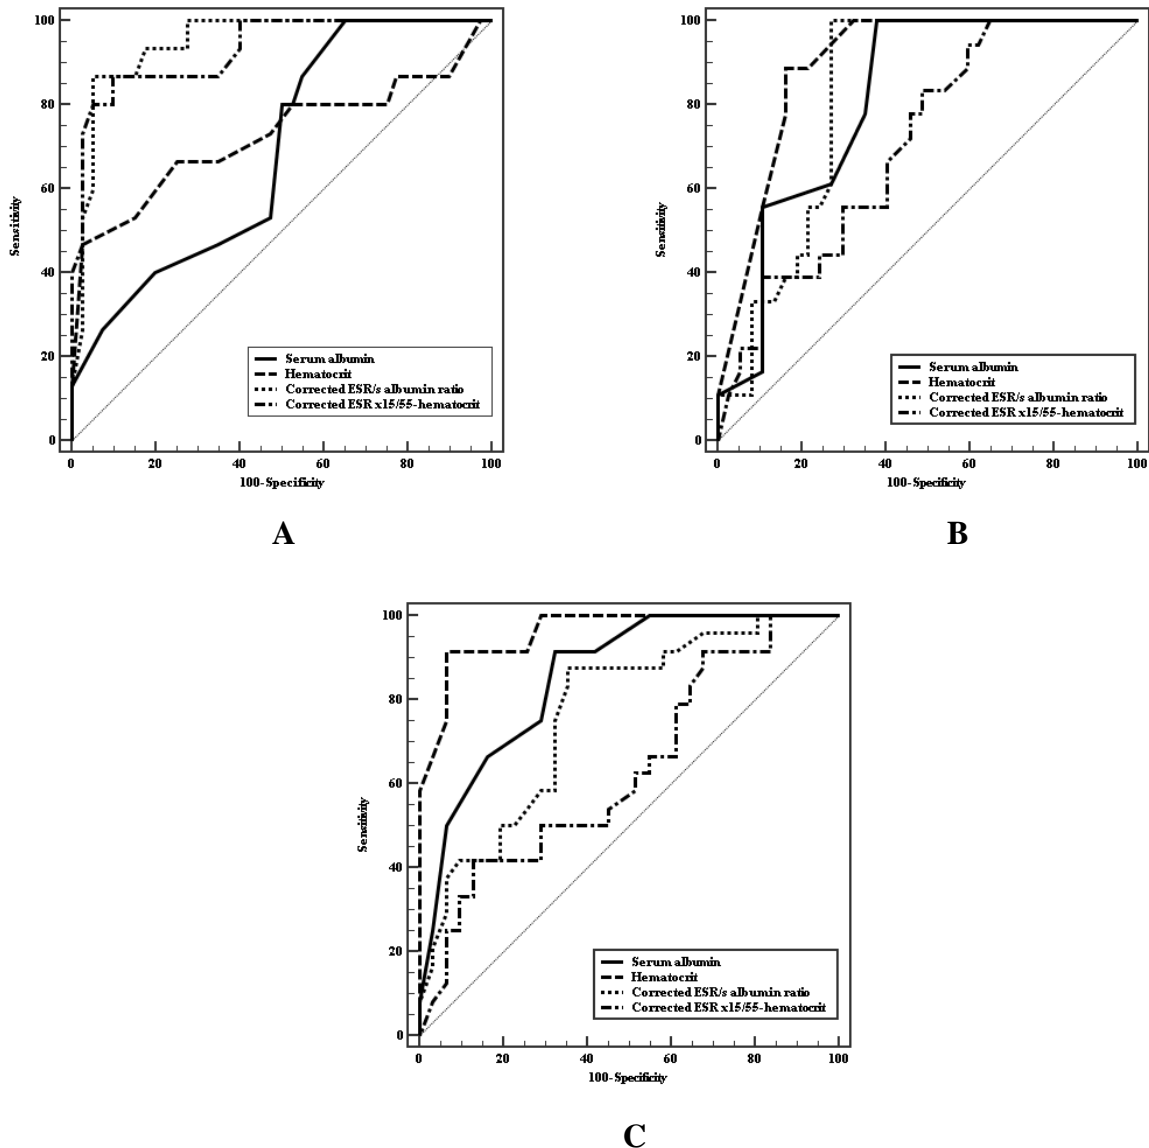 100
80
60
40
20
0
Sensitivity
Serum albumin
Hematocrit
Corrected ESR/s albumin ratio
Corrected ESR x15/55-hematocrit
0 20 40 60 80 100
100-Specificity
A
100
80
60
40
20
0
Sensitivity
Serum albumin
Hematocrit
Corrected ESR/s albumin ratio
Corrected ESR x15/55-hematocrit
0 20 40 60 80 100
100-Specificity
B
100
80
60
40
20
0
Sensitivity
Serum albumin
Hematocrit
Corrected ESR/s albumin ratio
Corrected ESR x15/55-hematocrit
0 20 40 60 80 100
100-Specificity
C